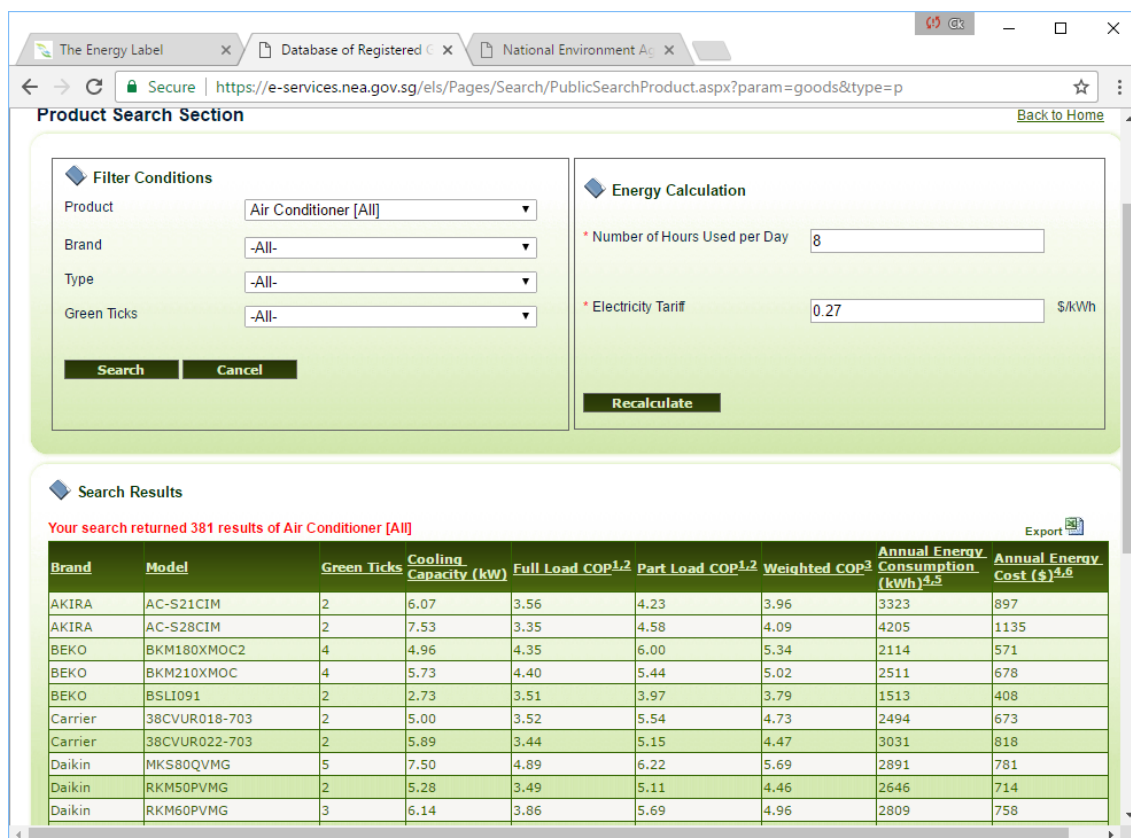 The Energy Label
Database of Registered G
National Environment Ag
Secure | https://e-services.nea.gov.sg/els/Pages/Search/PublicSearchProduct.aspx?param=goods&type=p
Product Search Section
Back to Home
Filter Conditions
Product Air Conditioner [All]
Brand -All-
Type -All-
Green Ticks -All-
Search Cancel
Energy Calculation
* Number of Hours Used per Day 8
* Electricity Tariff 0.27 $/kWh
Recalculate
Search Results
Your search returned 381 results of Air Conditioner [All]
Export
Brand Model Green Ticks Cooling Capacity (kW) Full Load COP1,2 Part Load COP1,2 Weighted COP3 Annual Energy Consumption (kWh)4,5 Annual Energy Cost ($)4,6
AKIRA AC-S21CIM 2 6.07 3.56 4.23 3.96 3323 897
AKIRA AC-S28CIM 2 7.53 3.35 4.58 4.09 4205 1135
BEKO BKM180XMOC2 4 4.96 4.35 6.00 5.34 2114 571
BEKO BKM210XMOC 4 5.73 4.40 5.44 5.02 2511 678
BEKO BSLI091 2 2.73 3.51 3.97 3.79 1513 408
Carrier 38CVUR018-703 2 5.00 3.52 5.54 4.73 2494 673
Carrier 38CVUR022-703 2 5.89 3.44 5.15 4.47 3031 818
Daikin MKS80QVMG 5 7.50 4.89 6.22 5.69 2891 781
Daikin RKM50PVMG 2 5.28 3.49 5.11 4.46 2646 714
Daikin RKM60PVMG 3 6.14 3.86 5.69 4.96 2809 758